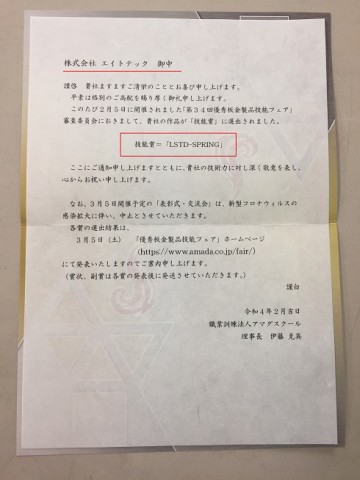 株式会社 エイトテック 御中
謹啓 貴社ますますご清栄のこととお喜び申し上げます。
平素は格別のご高配を賜り厚く御礼申し上げます。
このたび2月5日に開催されました「第34回優秀板金製品技能フェア」
審査委員会におきまして、貴社の作品が「技能賞」に選出されました。
技能賞=「LSTD-SPRING」
ここにご通知申し上げますとともに、貴社の技術力に対し深く敬意を表し、
心からお祝い申し上げます。
なお、3月5日開催予定の「表彰式・交流会」は、新型コロナウィルスの
感染拡大に伴い、中止とさせていただきます。
各賞の選出結果は、
3月5日(土) 「優秀板金製品技能フェア」ホームページ
(https://www.amada.co.jp/fair/)
にて発表いたしますのでご案内申し上げます。
(賞状、副賞は各賞の発表後に発送させていただきます。)
謹白
令和4年2月吉日
職業訓練法人アマダスクール
理事長 伊藤 克英